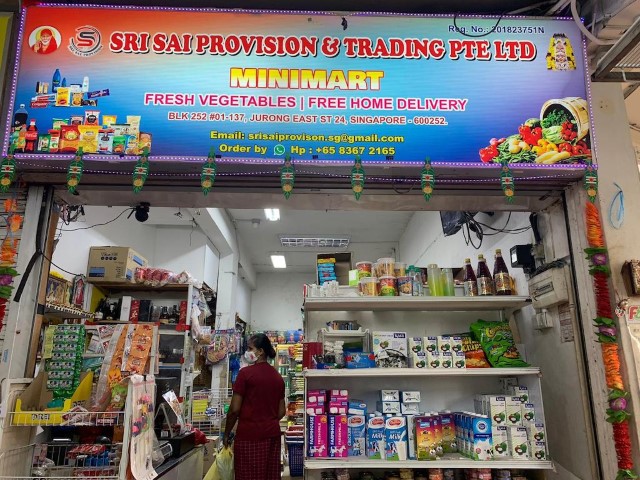 Reg. No.: 201823751N
SRI SAI PROVISION & TRADING PTE LTD
MINIMART
FRESH VEGETABLES | FREE HOME DELIVERY
BLK 252 #01-137, JURONG EAST ST 24, SINGAPORE - 600252.
Email: srisaiprovison.sg@gmail.com
Order by Hp : +65 8367 2165